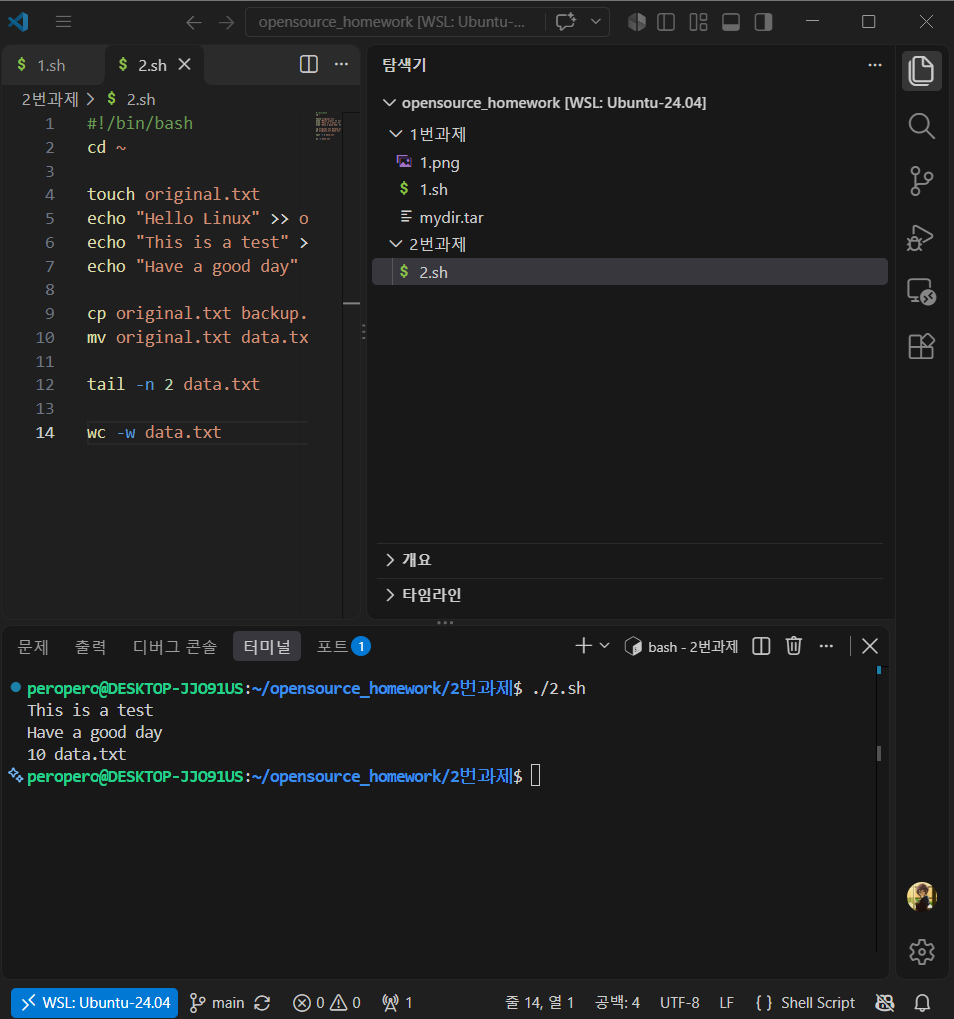 opensource_homework [WSL: Ubuntu-...
$ 1.sh
$ 2.sh
2번과제 > $ 2.sh
1 #!/bin/bash
2 cd ~
3
4 touch original.txt
5 echo "Hello Linux" >> o
6 echo "This is a test" >
7 echo "Have a good day"
8
9 cp original.txt backup.
10 mv original.txt data.tx
11
12 tail -n 2 data.txt
13
14 wc -w data.txt
탐색기
opensource_homework [WSL: Ubuntu-24.04]
1번과제
1.png
$ 1.sh
mydir.tar
2번과제
$ 2.sh
개요
타임라인
문제 출력 디버그 콘솔 터미널 포트 1
bash - 2번과제
peropero@DESKTOP-JJO91US:~/opensource_homework/2번과제$ ./2.sh
This is a test
Have a good day
10 data.txt
peropero@DESKTOP-JJO91US:~/opensource_homework/2번과제$
WSL: Ubuntu-24.04 main 0 0 1 줄 14, 열 1 공백: 4 UTF-8 LF { } Shell Script